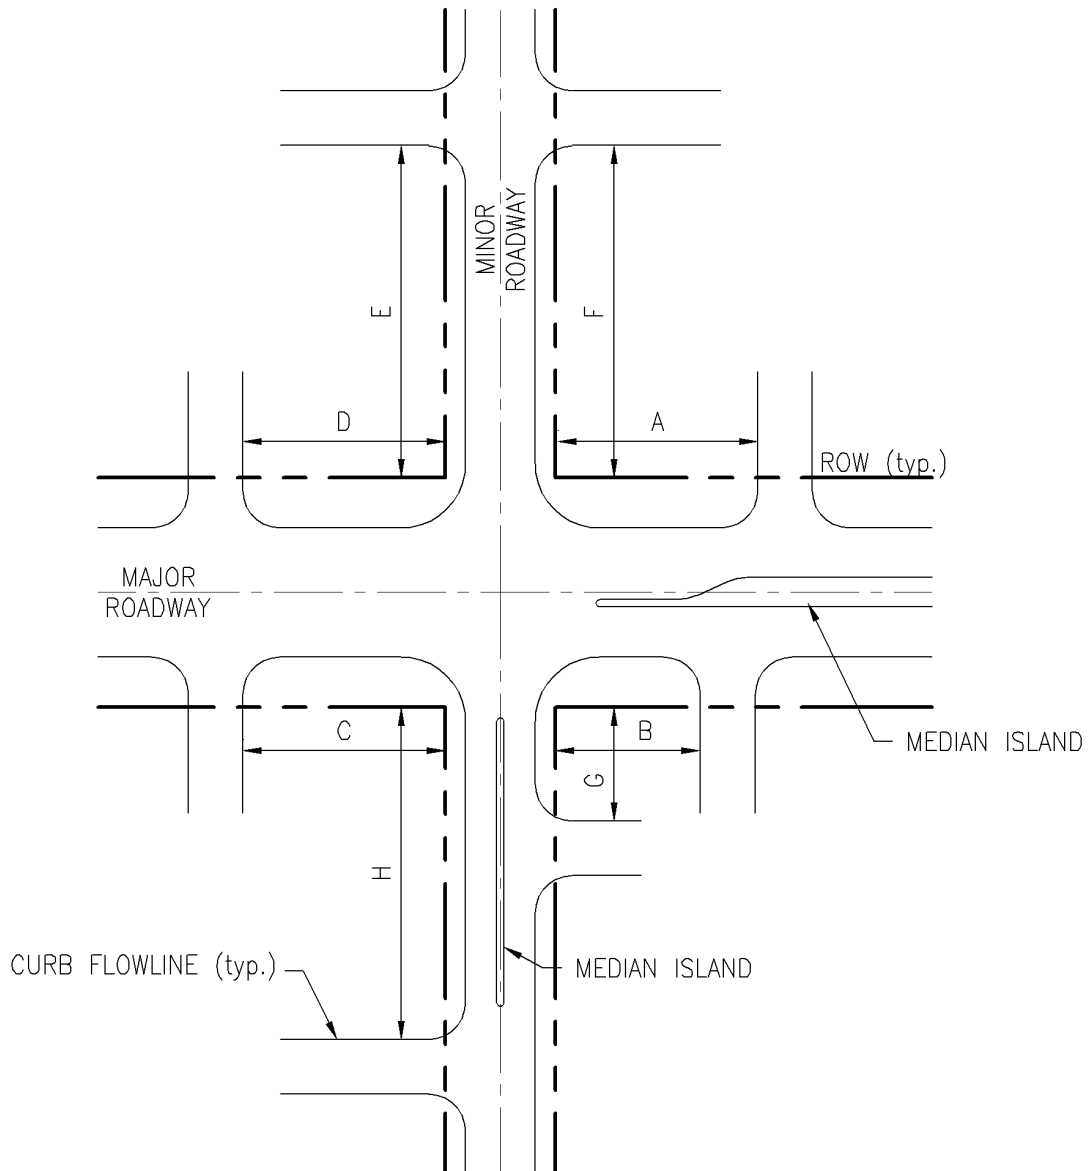 MINOR
ROADWAY
E
F
D
A
ROW (typ.)
MAJOR
ROADWAY
C
B
MEDIAN ISLAND
G
H
CURB FLOWLINE (typ.)
MEDIAN ISLAND